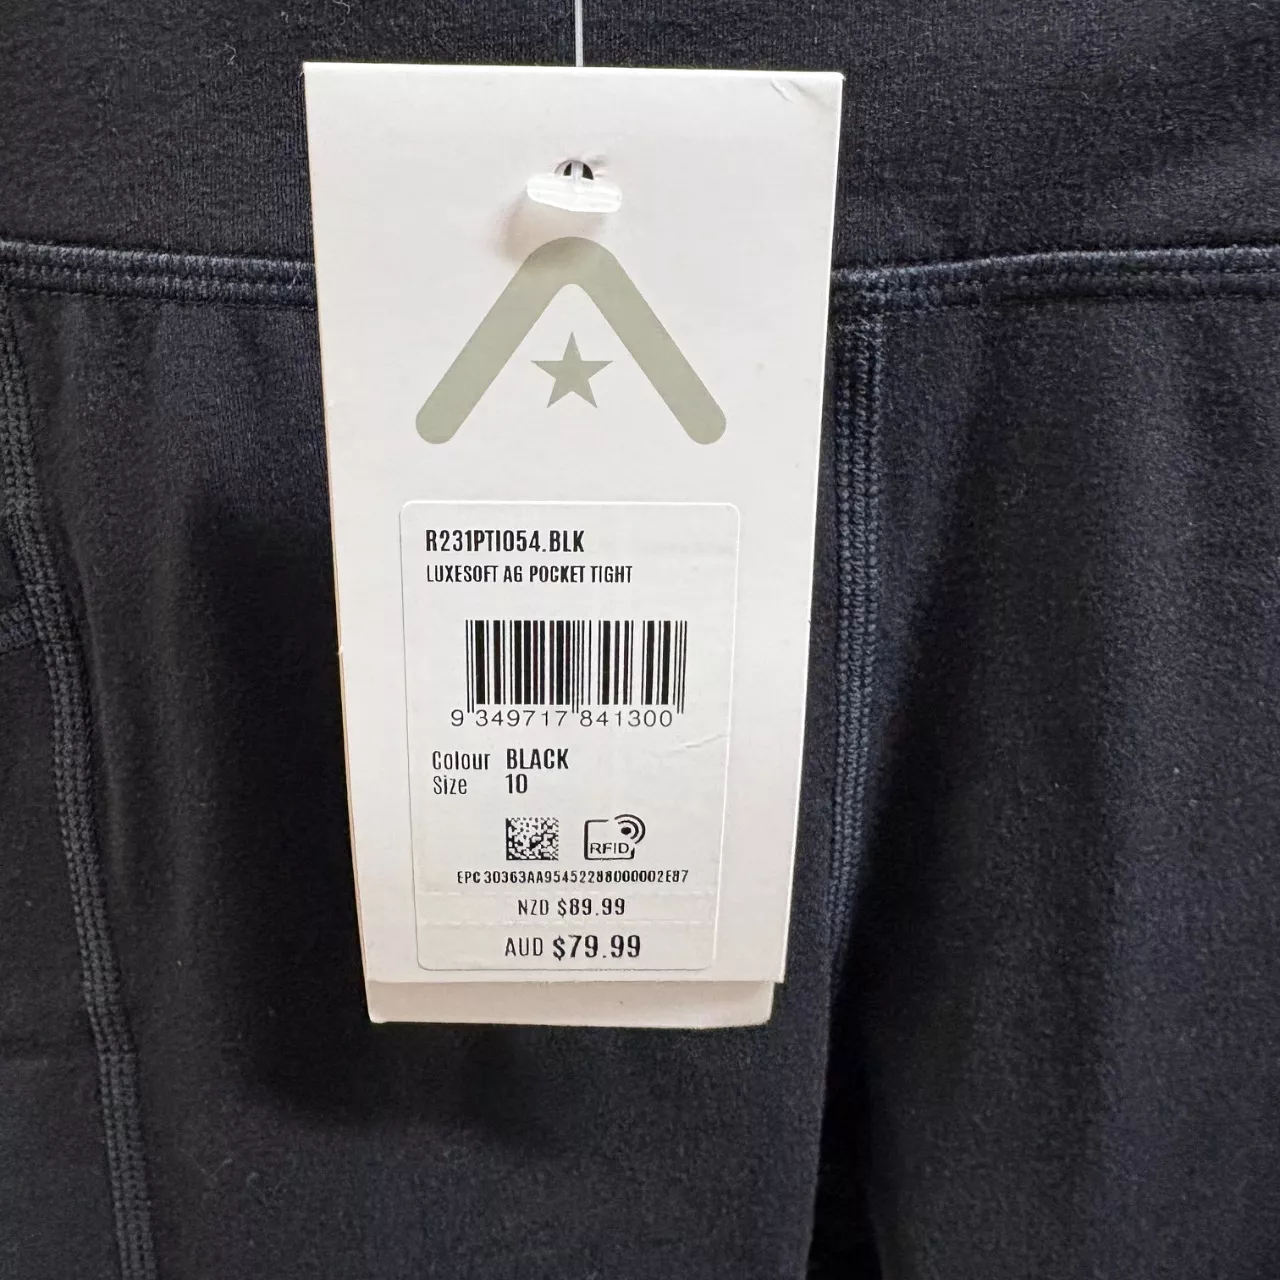 R231PTI054.BLK
LUXESOFT AG POCKET TIGHT
9 349717 841300
Colour BLACK
Size 10
RFID
EPC 30363AA95452288000002E87
NZD $89.99
AUD $79.99